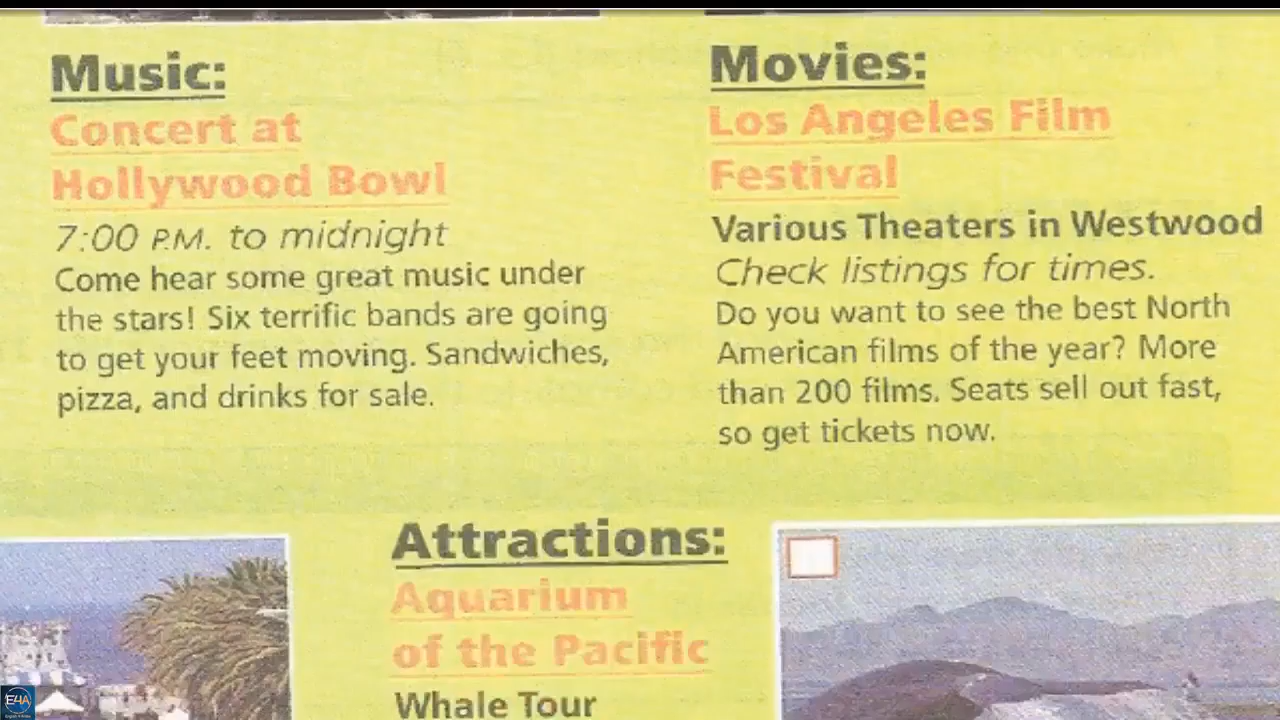 Music:
Concert at
Hollywood Bowl
7:00 P.M. to midnight
Come hear some great music under
the stars! Six terrific bands are going
to get your feet moving. Sandwiches,
pizza, and drinks for sale.
Movies:
Los Angeles Film
Festival
Various Theaters in Westwood
Check listings for times.
Do you want to see the best North
American films of the year? More
than 200 films. Seats sell out fast,
so get tickets now.
Attractions:
Aquarium
of the Pacific
Whale Tour
E4A